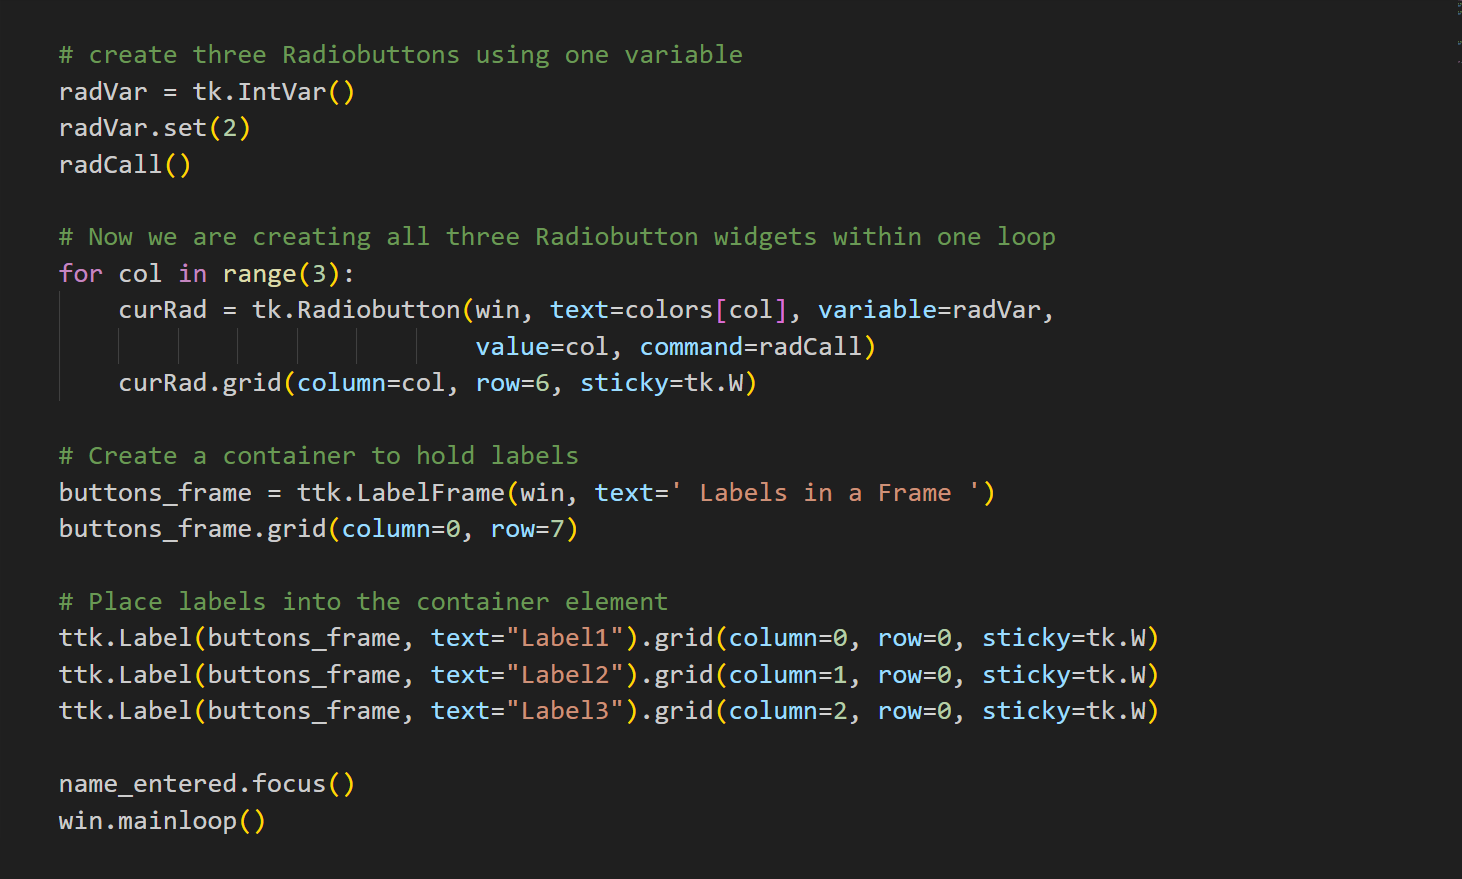 # create three Radiobuttons using one variable
radVar = tk.IntVar()
radVar.set(2)
radCall()
# Now we are creating all three Radiobutton widgets within one loop
for col in range(3):
    curRad = tk.Radiobutton(win, text=colors[col], variable=radVar,
                            value=col, command=radCall)
    curRad.grid(column=col, row=6, sticky=tk.W)
# Create a container to hold labels
buttons_frame = ttk.LabelFrame(win, text=' Labels in a Frame ')
buttons_frame.grid(column=0, row=7)
# Place labels into the container element
ttk.Label(buttons_frame, text="Label1").grid(column=0, row=0, sticky=tk.W)
ttk.Label(buttons_frame, text="Label2").grid(column=1, row=0, sticky=tk.W)
ttk.Label(buttons_frame, text="Label3").grid(column=2, row=0, sticky=tk.W)
name_entered.focus()
win.mainloop()